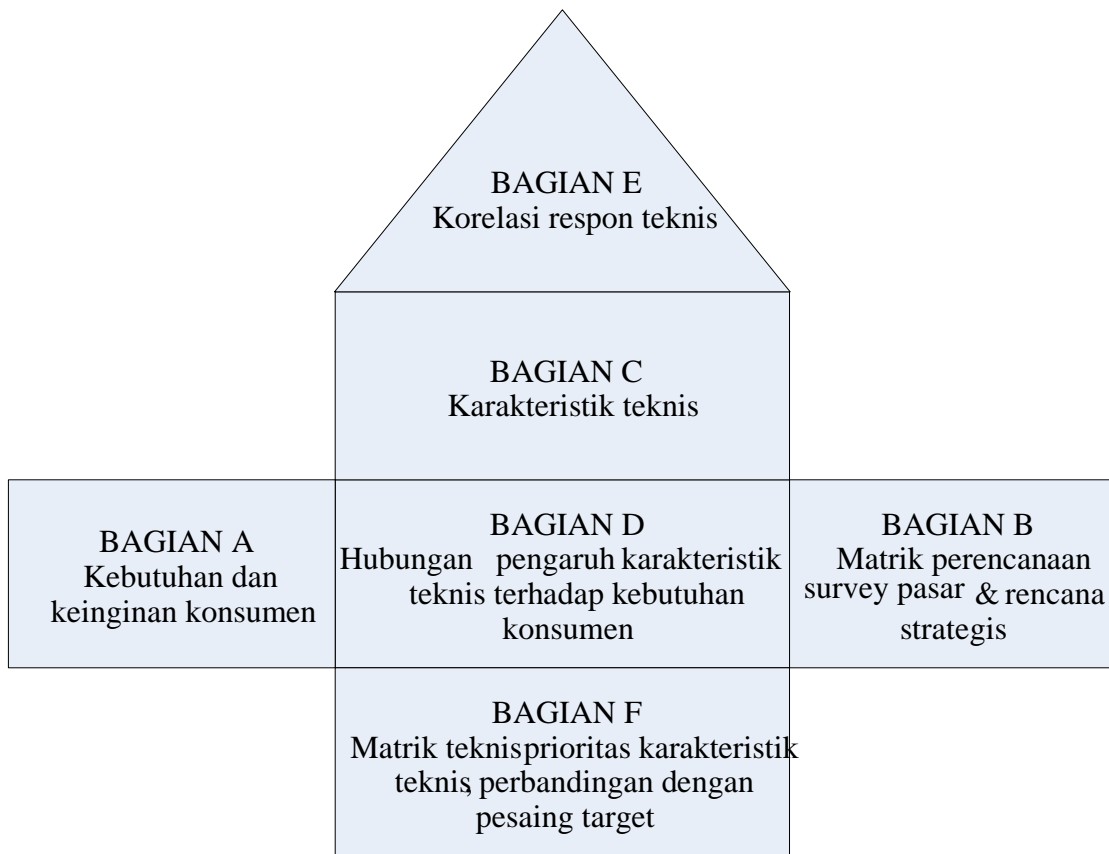 BAGIAN E
Korelasi respon teknis
BAGIAN C
Karakteristik teknis
BAGIAN A
Kebutuhan dan
keinginan konsumen
BAGIAN D
Hubungan pengaruh karakteristik
teknis terhadap kebutuhan
konsumen
BAGIAN B
Matrik perencanaan
survey pasar & rencana
strategis
BAGIAN F
Matrik teknisprioritas karakteristik
teknis, perbandingan dengan
pesaing target